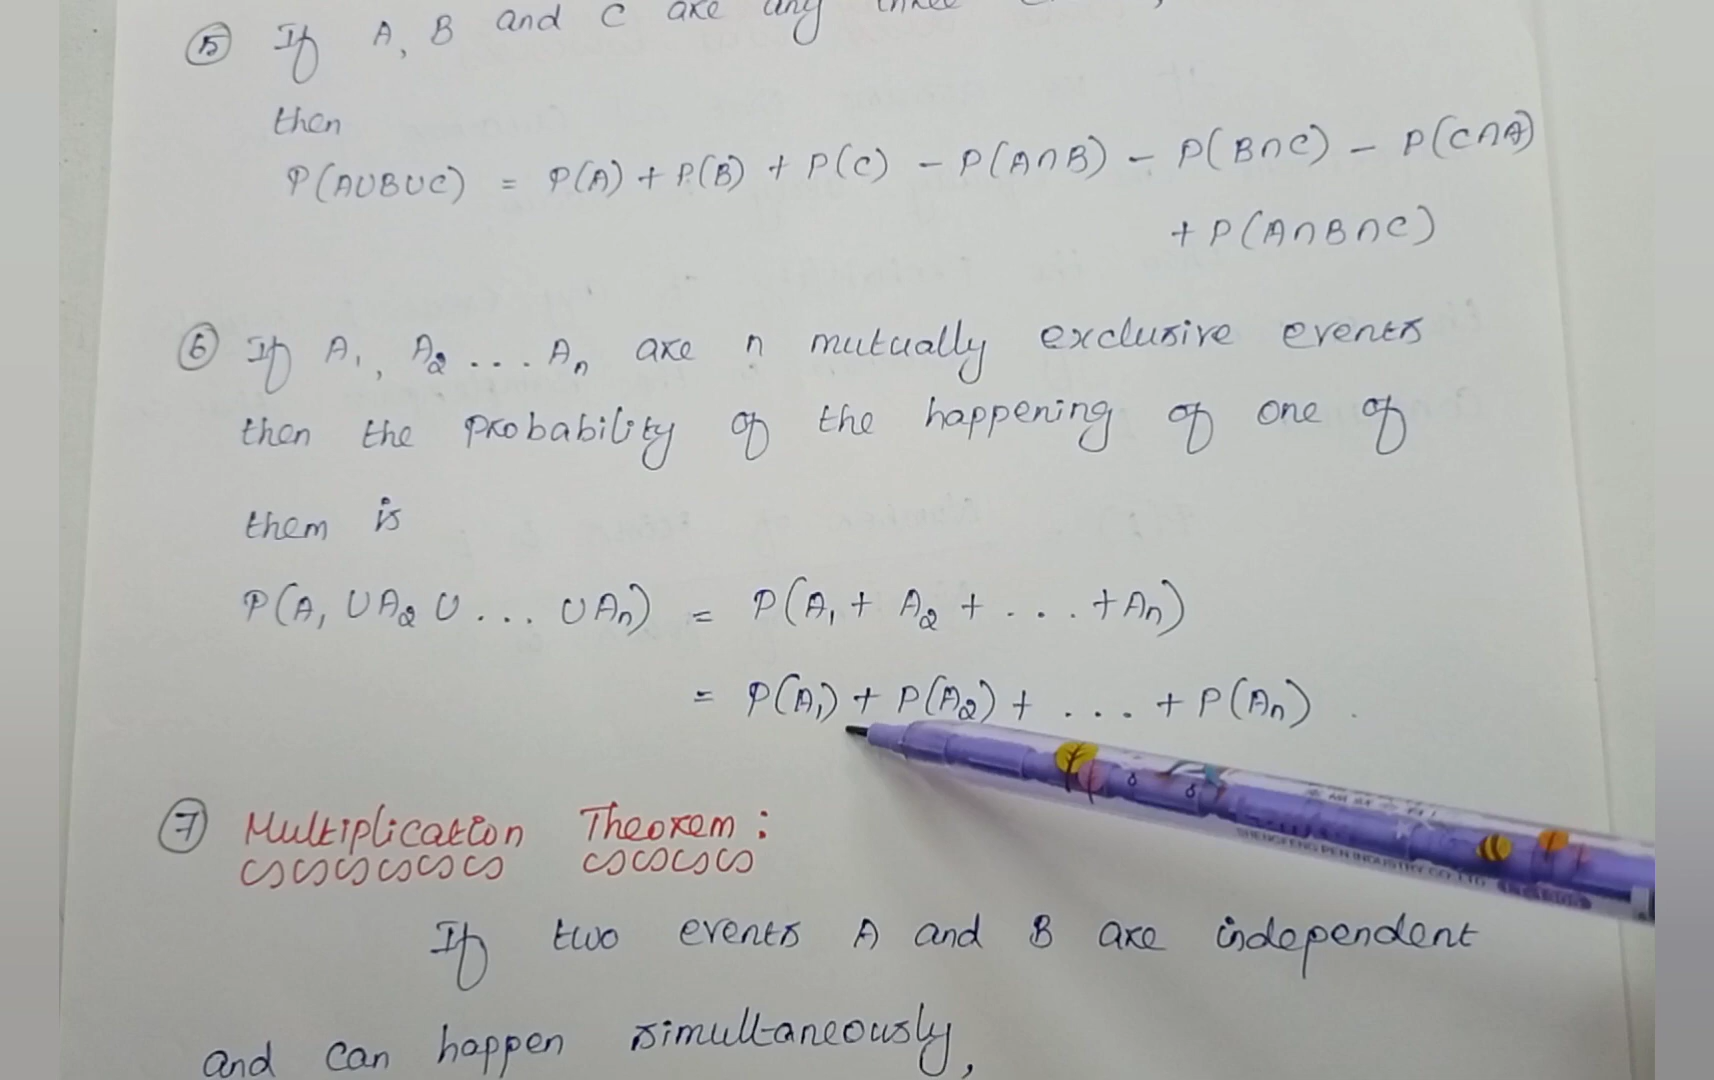 ⑤ If A, B and C are any three
then
P(A∪B∪C) = P(A) + P(B) + P(C) - P(A∩B) - P(B∩C) - P(C∩A)
+ P(A∩B∩C)
⑥ If A₁, A₂ ... Aₙ are n mutually exclusive events
then the probability of the happening of one of
them is
P(A₁ ∪ A₂ ∪ ... ∪ Aₙ) = P(A₁ + A₂ + ... + Aₙ)
= P(A₁) + P(A₂) + ... + P(Aₙ).
⑦ Multiplication Theorem:
If two events A and B are independent
and can happen simultaneously,